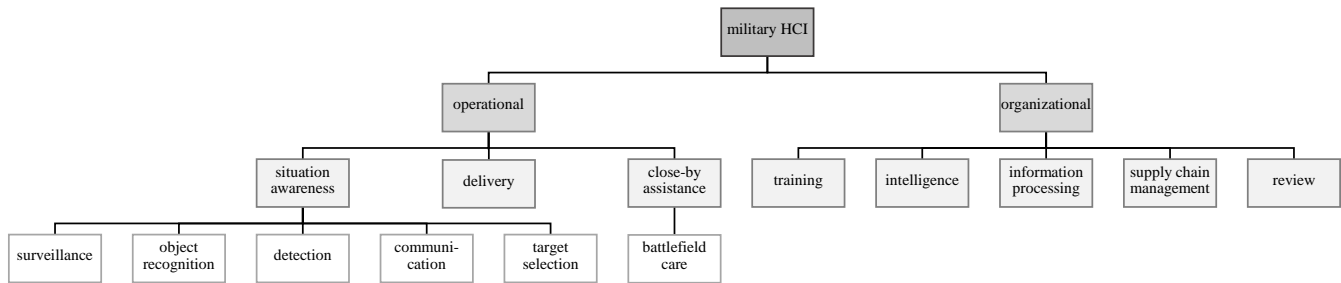 military HCI
operational
organizational
situation
awareness
delivery
close-by
assistance
training
intelligence
information
processing
supply chain
management
review
surveillance
object
recognition
detection
communi-
cation
target
selection
battlefield
care